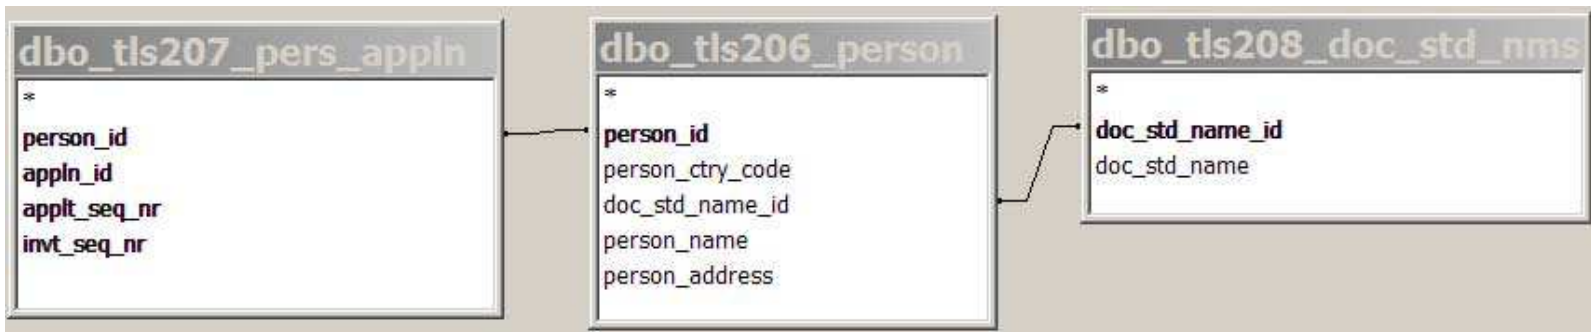 dbo_tls207_pers_appln
*
person_id
appln_id
applt_seq_nr
invt_seq_nr
dbo_tls206_person
*
person_id
person_ctry_code
doc_std_name_id
person_name
person_address
dbo_tls208_doc_std_nms
*
doc_std_name_id
doc_std_name